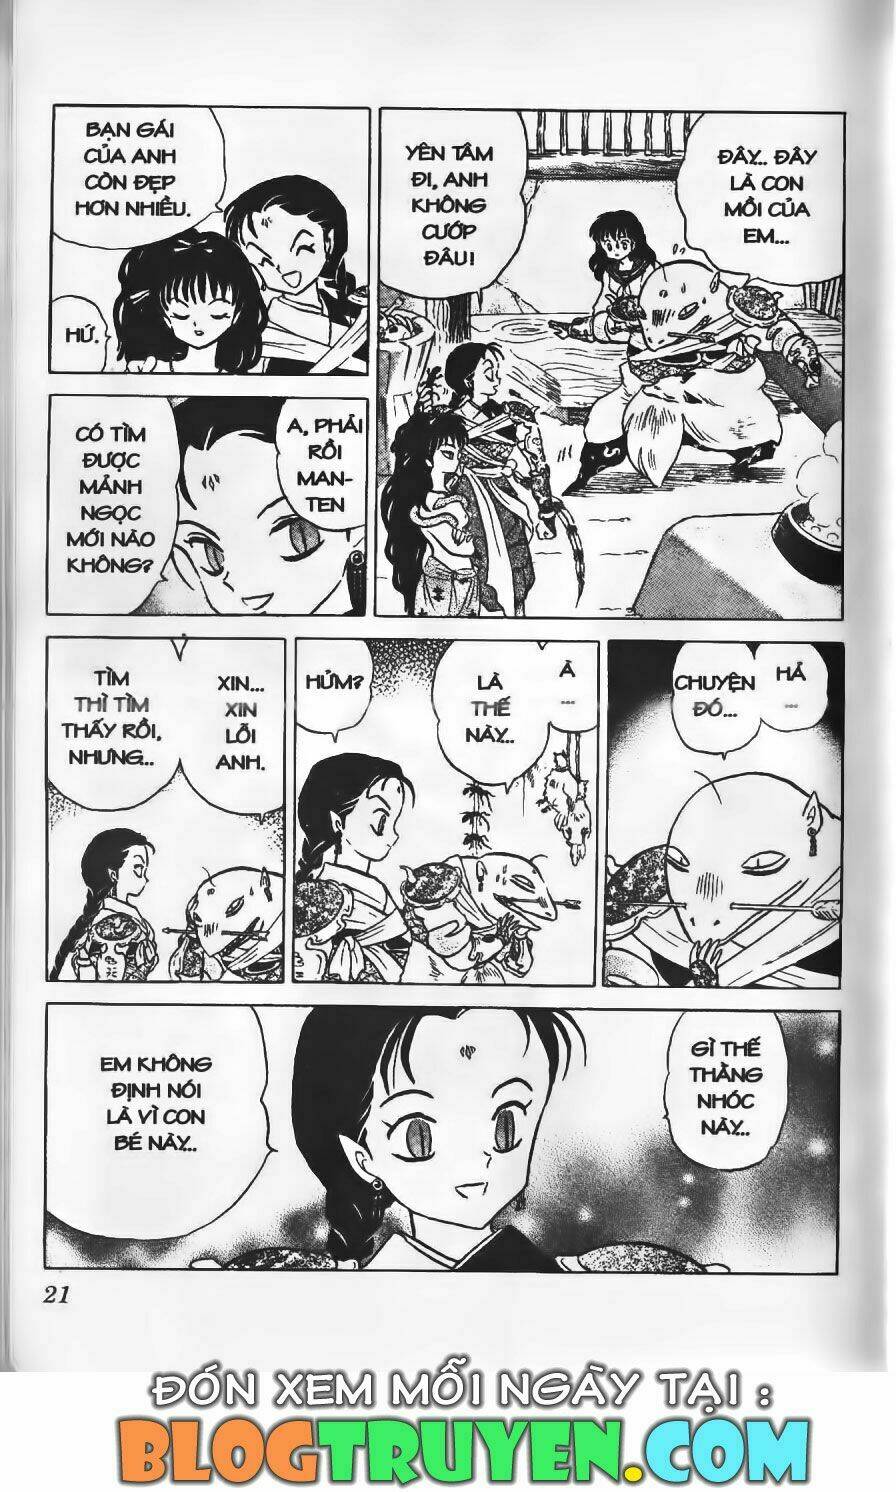 ĐÂY... ĐÂY
LÀ CON
MỒI CỦA
EM...
YÊN TÂM
ĐI, ANH
KHÔNG
CƯỚP
ĐÂU!
BẠN GÁI
CỦA ANH
CÒN ĐẸP
HƠN NHIỀU.
HỨ.
A, PHẢI
RỒI
MAN-
TEN
CÓ TÌM
ĐƯỢC
MẢNH
NGỌC
MỚI NÀO
KHÔNG?
HẢ
...
CHUYỆN
ĐÓ...
À
...
LÀ
THẾ
NÀY...
HỬM?
XIN...
XIN
LỖI
ANH.
TÌM
THÌ TÌM
THẤY RỒI,
NHƯNG...
GÌ THẾ
THẰNG
NHÓC
NÀY...
EM KHÔNG
ĐỊNH NÓI
LÀ VÌ CON
BÉ NÀY...
21
ĐÓN XEM MỖI NGÀY TẠI :
BLOGTRUYEN.COM